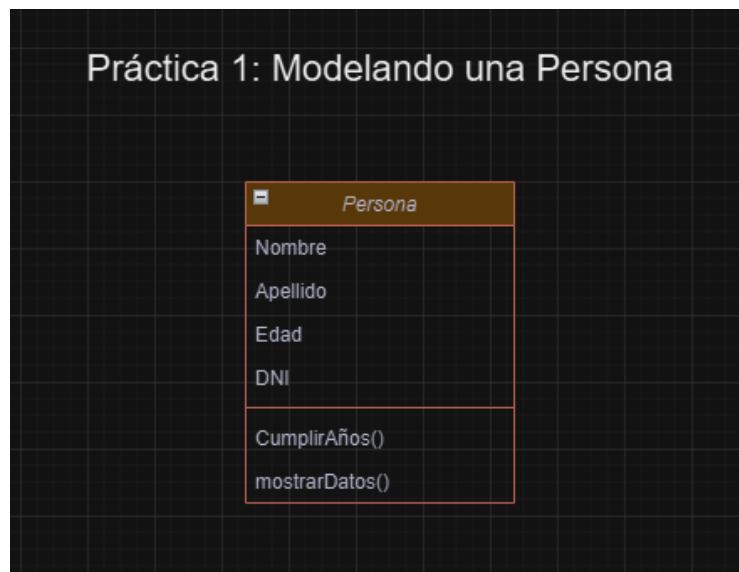 Práctica 1: Modelando una Persona
Persona
Nombre
Apellido
Edad
DNI
CumplirAños()
mostrarDatos()